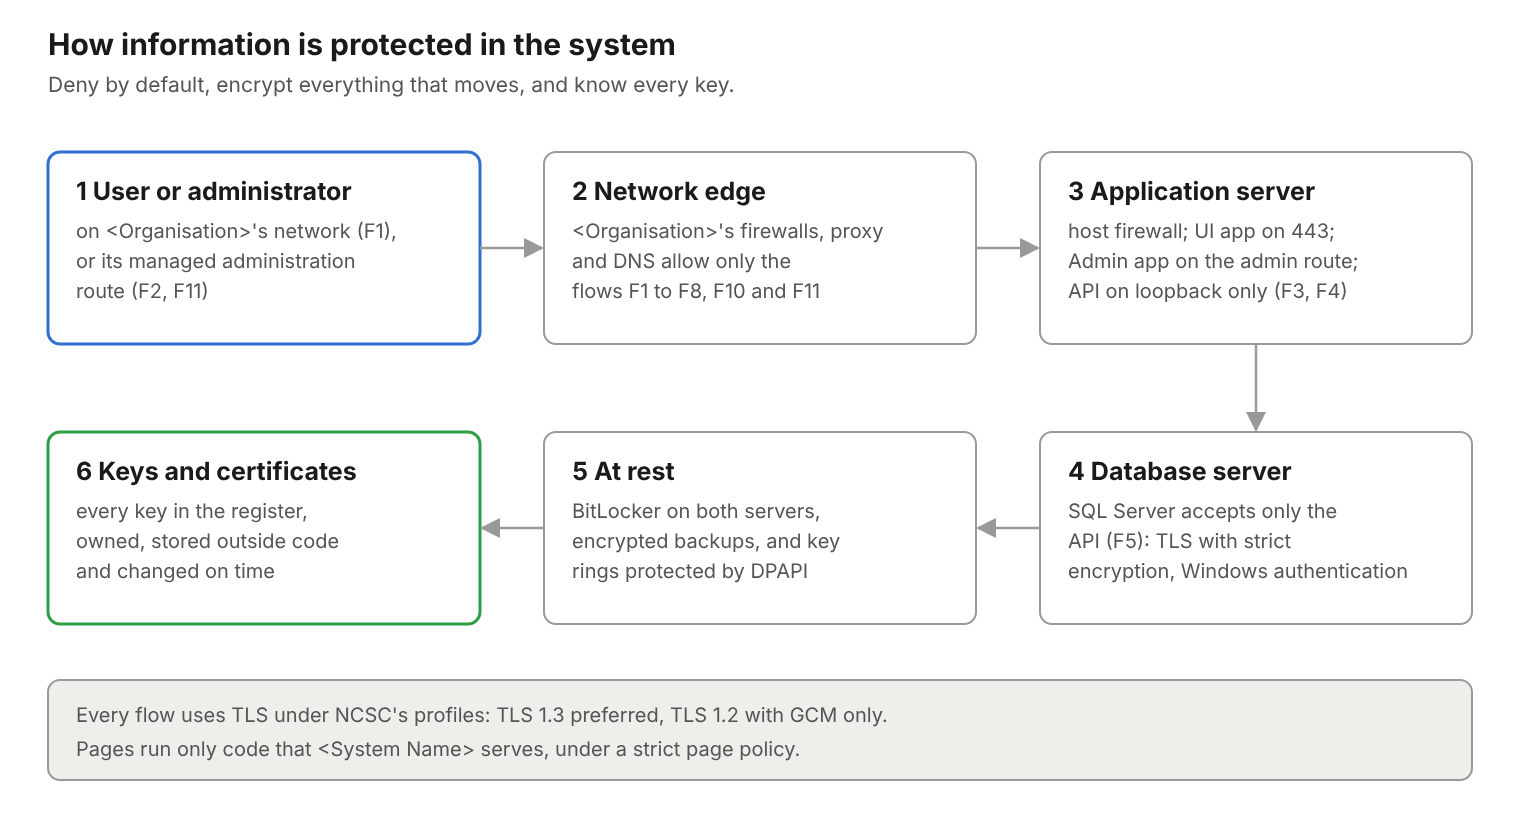 How information is protected in the system
Deny by default, encrypt everything that moves, and know every key.
1 User or administrator
on <Organisation>'s network (F1),
or its managed administration
route (F2, F11)
2 Network edge
<Organisation>'s firewalls, proxy
and DNS allow only the
flows F1 to F8, F10 and F11
3 Application server
host firewall; UI app on 443;
Admin app on the admin route;
API on loopback only (F3, F4)
4 Database server
SQL Server accepts only the
API (F5): TLS with strict
encryption, Windows authentication
5 At rest
BitLocker on both servers,
encrypted backups, and key
rings protected by DPAPI
6 Keys and certificates
every key in the register,
owned, stored outside code
and changed on time
Every flow uses TLS under NCSC's profiles: TLS 1.3 preferred, TLS 1.2 with GCM only.
Pages run only code that <System Name> serves, under a strict page policy.